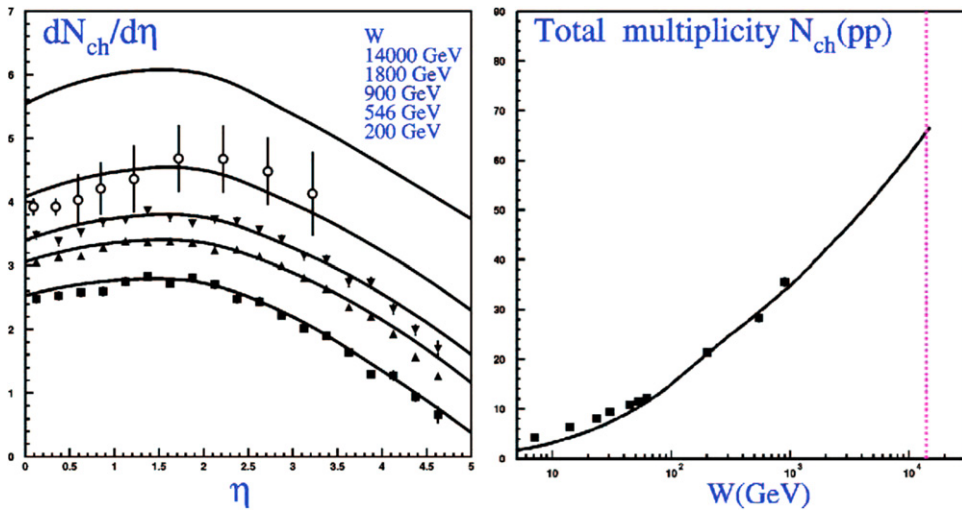 dN_ch/dη
W
14000 GeV
1800 GeV
900 GeV
546 GeV
200 GeV
7
6
5
4
3
2
1
0
0 0.5 1 1.5 2 2.5 3 3.5 4 4.5 5
η
Total multiplicity N_ch(pp)
90
80
70
60
50
40
30
20
10
0
10 10² 10³ 10⁴
W(GeV)